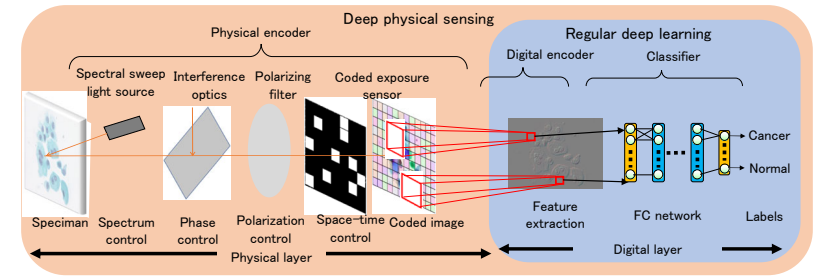 Deep physical sensing
Regular deep learning
Physical encoder
Digital encoder
Classifier
Spectral sweep
light source
Interference
optics
Polarizing
filter
Coded exposure
sensor
Cancer
Normal
Speciman
Spectrum
control
Phase
control
Polarization
control
Space-time
control
Coded image
Feature
extraction
FC network
Labels
Physical layer
Digital layer